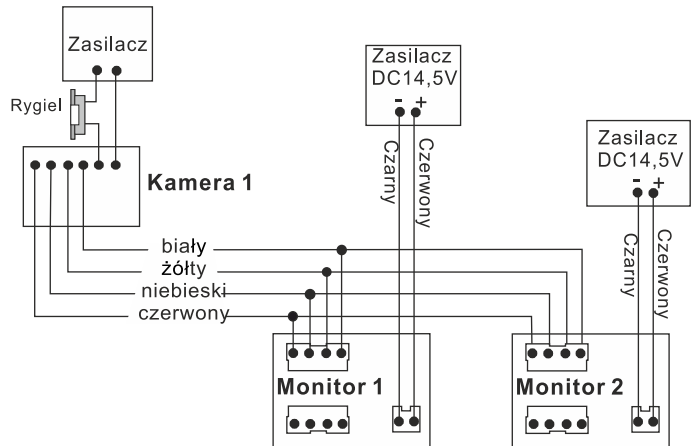 Zasilacz
Rygiel
Kamera 1
Zasilacz
DC14,5V
- +
Czarny
Czerwony
Zasilacz
DC14,5V
- +
Czarny
Czerwony
biały
żółty
niebieski
czerwony
Monitor 1
Monitor 2